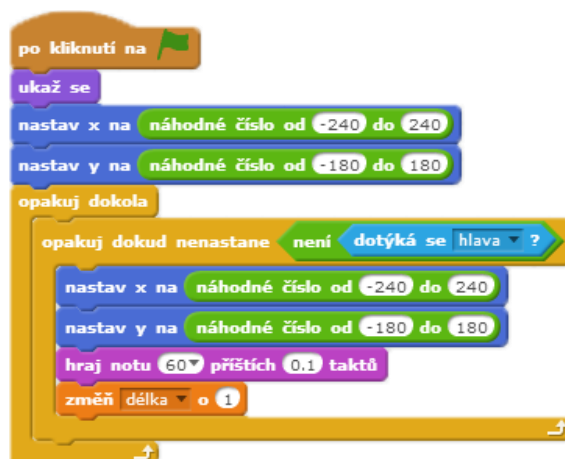 po kliknutí na
ukaž se
nastav x na náhodné číslo od -240 do 240
nastav y na náhodné číslo od -180 do 180
opakuj dokola
opakuj dokud nenastane není dotýká se hlava ?
nastav x na náhodné číslo od -240 do 240
nastav y na náhodné číslo od -180 do 180
hraj notu 60 příštích 0.1 taktů
změň délka o 1